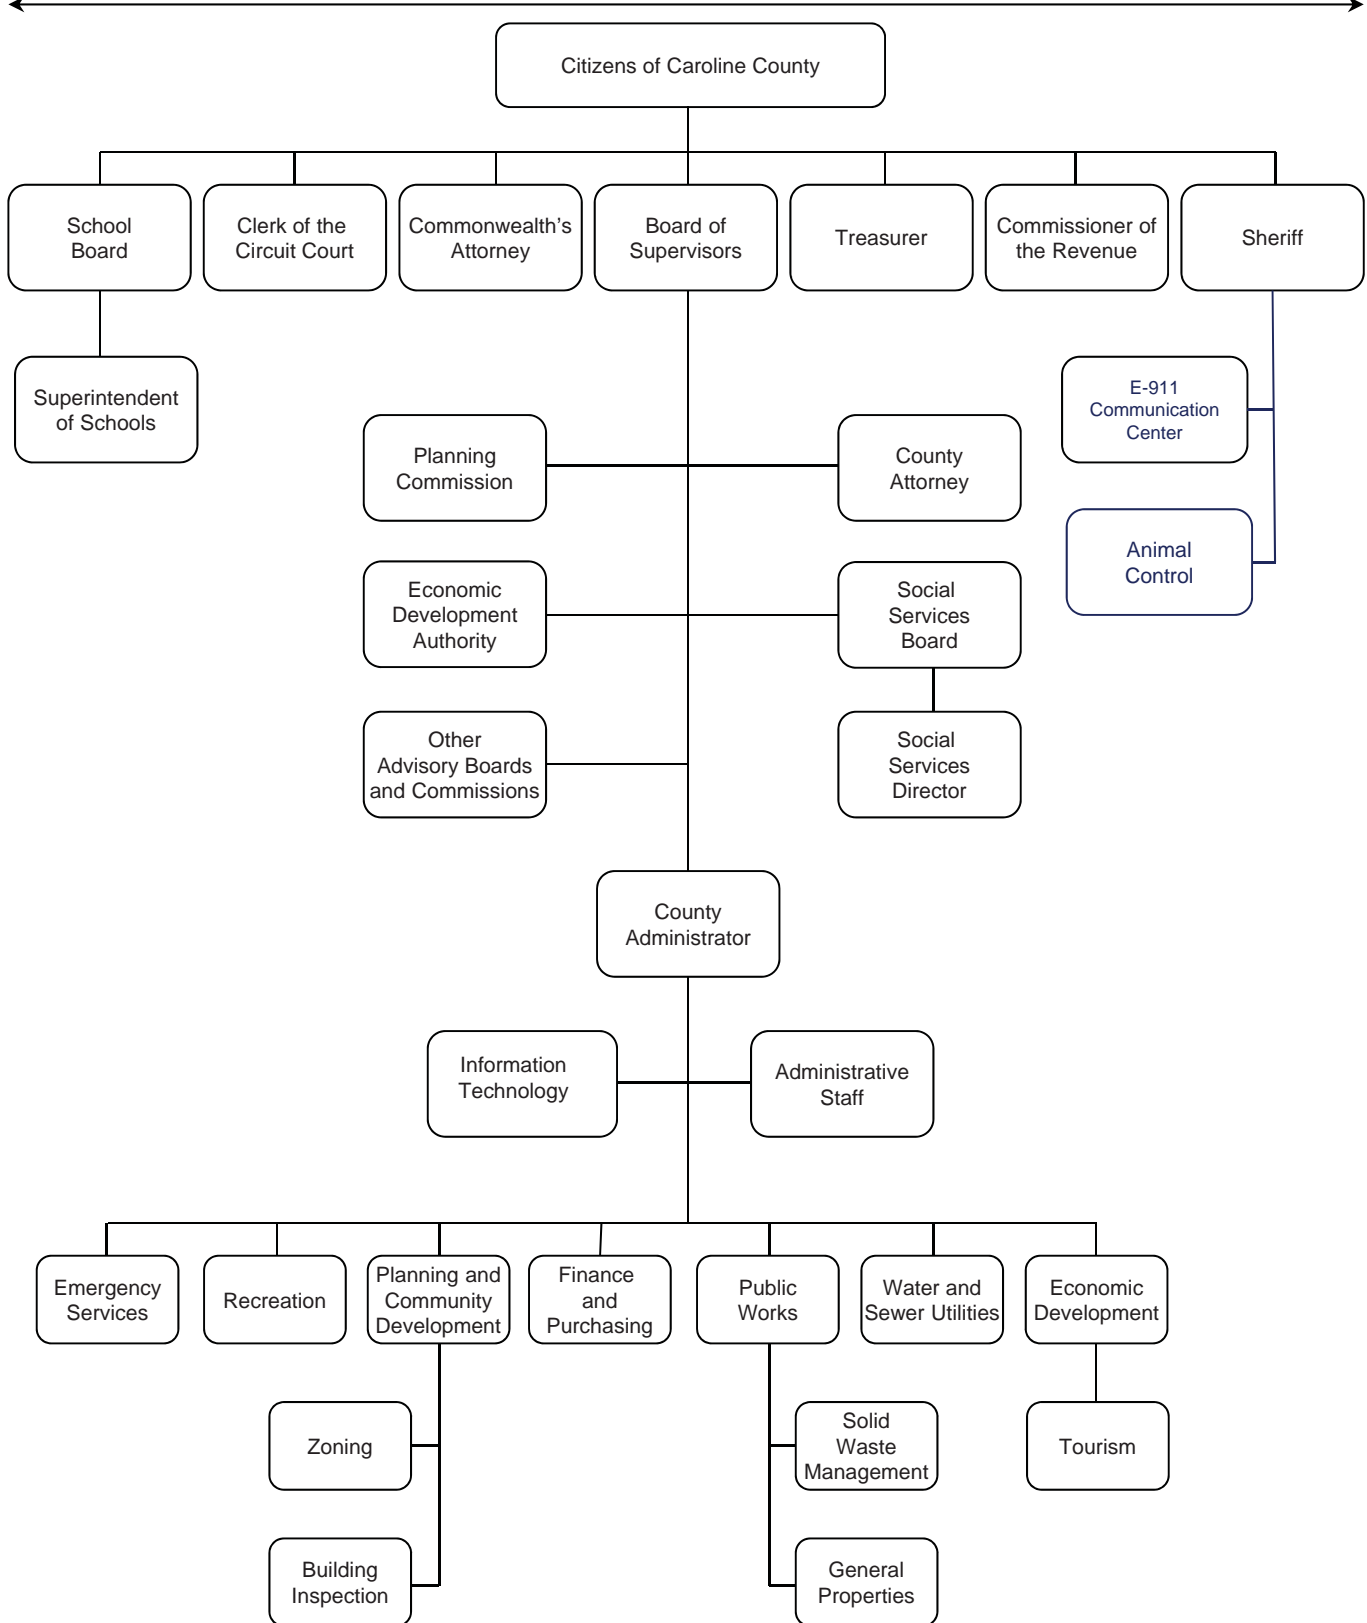 Citizens of Caroline County
School
Board
Clerk of the
Circuit Court
Commonwealth’s
Attorney
Board of
Supervisors
Treasurer
Commissioner of
the Revenue
Sheriff
Superintendent
of Schools
E-911
Communication
Center
Planning
Commission
County
Attorney
Animal
Control
Economic
Development
Authority
Social
Services
Board
Other
Advisory Boards
and Commissions
Social
Services
Director
County
Administrator
Information
Technology
Administrative
Staff
Emergency
Services
Recreation
Planning and
Community
Development
Finance
and
Purchasing
Public
Works
Water and
Sewer Utilities
Economic
Development
Zoning
Solid
Waste
Management
Tourism
Building
Inspection
General
Properties